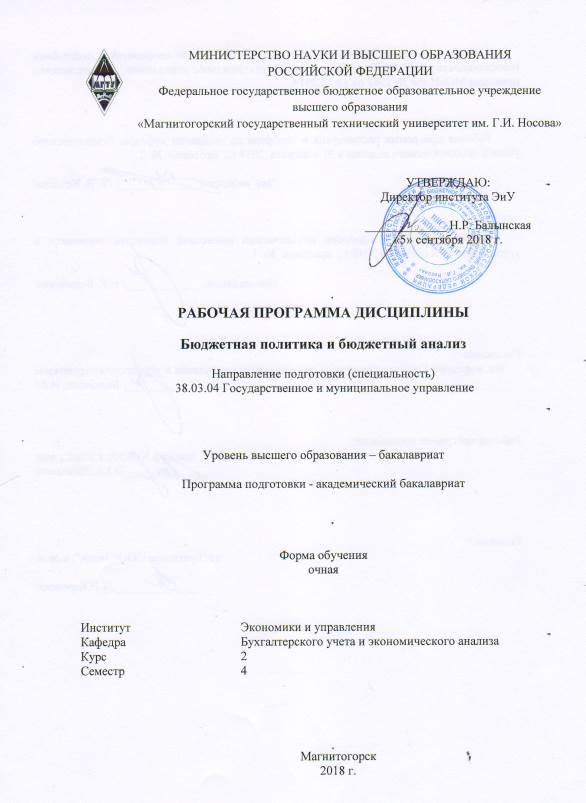 МИНИСТЕРСТВО НАУКИ И ВЫСШЕГО ОБРАЗОВАНИЯ
РОССИЙСКОЙ ФЕДЕРАЦИИ
Федеральное государственное бюджетное образовательное учреждение
высшего образования
«Магнитогорский государственный технический университет им. Г.И. Носова»
УТВЕРЖДАЮ:
Директор института ЭиУ
Н.Р. Балынская
«5» сентября 2018 г.
РАБОЧАЯ ПРОГРАММА ДИСЦИПЛИНЫ
Бюджетная политика и бюджетный анализ
Направление подготовки (специальность)
38.03.04 Государственное и муниципальное управление
Уровень высшего образования – бакалавриат
Программа подготовки - академический бакалавриат
Форма обучения
очная
Институт Экономики и управления
Кафедра Бухгалтерского учета и экономического анализа
Курс 2
Семестр 4
Магнитогорск
2018 г.